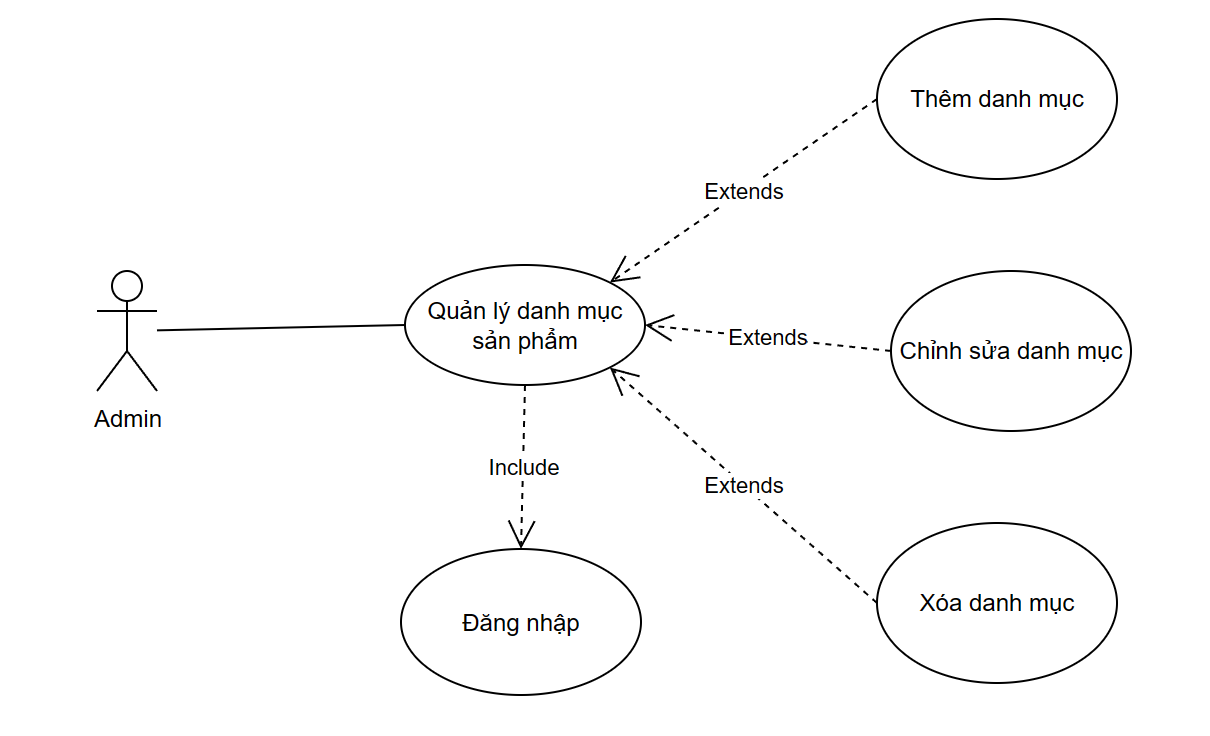 Thêm danh mục
Extends
Quản lý danh mục
sản phẩm
Extends
Chỉnh sửa danh mục
Admin
Include
Extends
Đăng nhập
Xóa danh mục